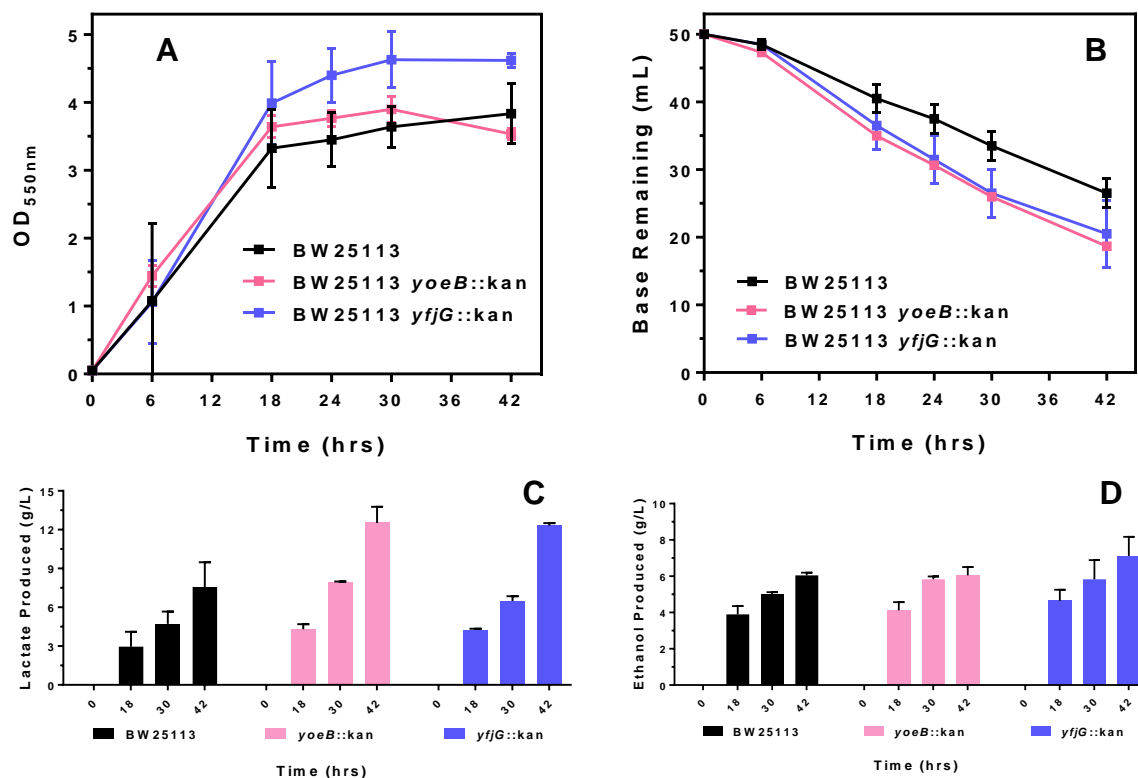 A
OD550nm
5
4
3
2
1
0
BW25113
BW25113 yoeB::kan
BW25113 yfjG::kan
0 6 12 18 24 30 36 42
Time (hrs)
B
Base Remaining (mL)
50
40
30
20
10
0
BW25113
BW25113 yoeB::kan
BW25113 yfjG::kan
0 6 12 18 24 30 36 42
Time (hrs)
C
Lactate Produced (g/L)
15
12
9
6
3
0
0 18 30 42 0 18 30 42 0 18 30 42
BW25113 yoeB::kan yfjG::kan
Time (hrs)
D
Ethanol Produced (g/L)
10
8
6
4
2
0
0 18 30 42 0 18 30 42 0 18 30 42
BW25113 yoeB::kan yfjG::kan
Time (hrs)